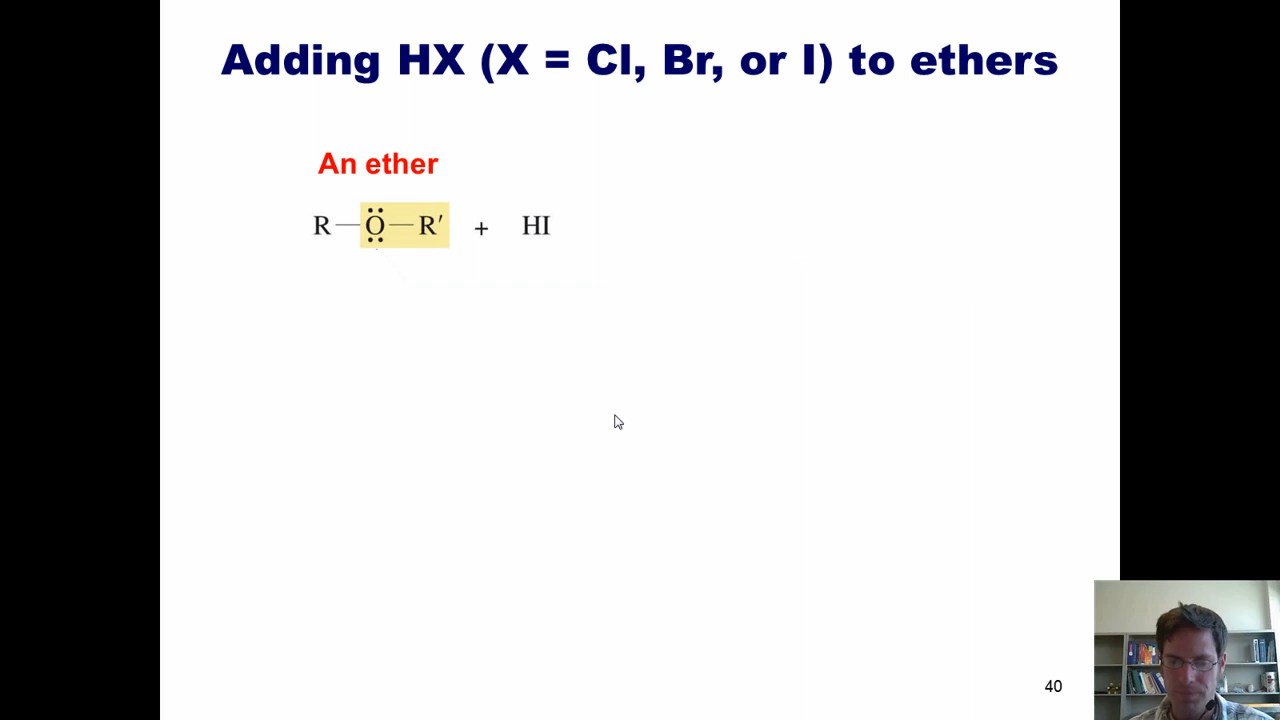 Adding HX (X = Cl, Br, or I) to ethers
An ether
R—Ö—R′ + HI
40